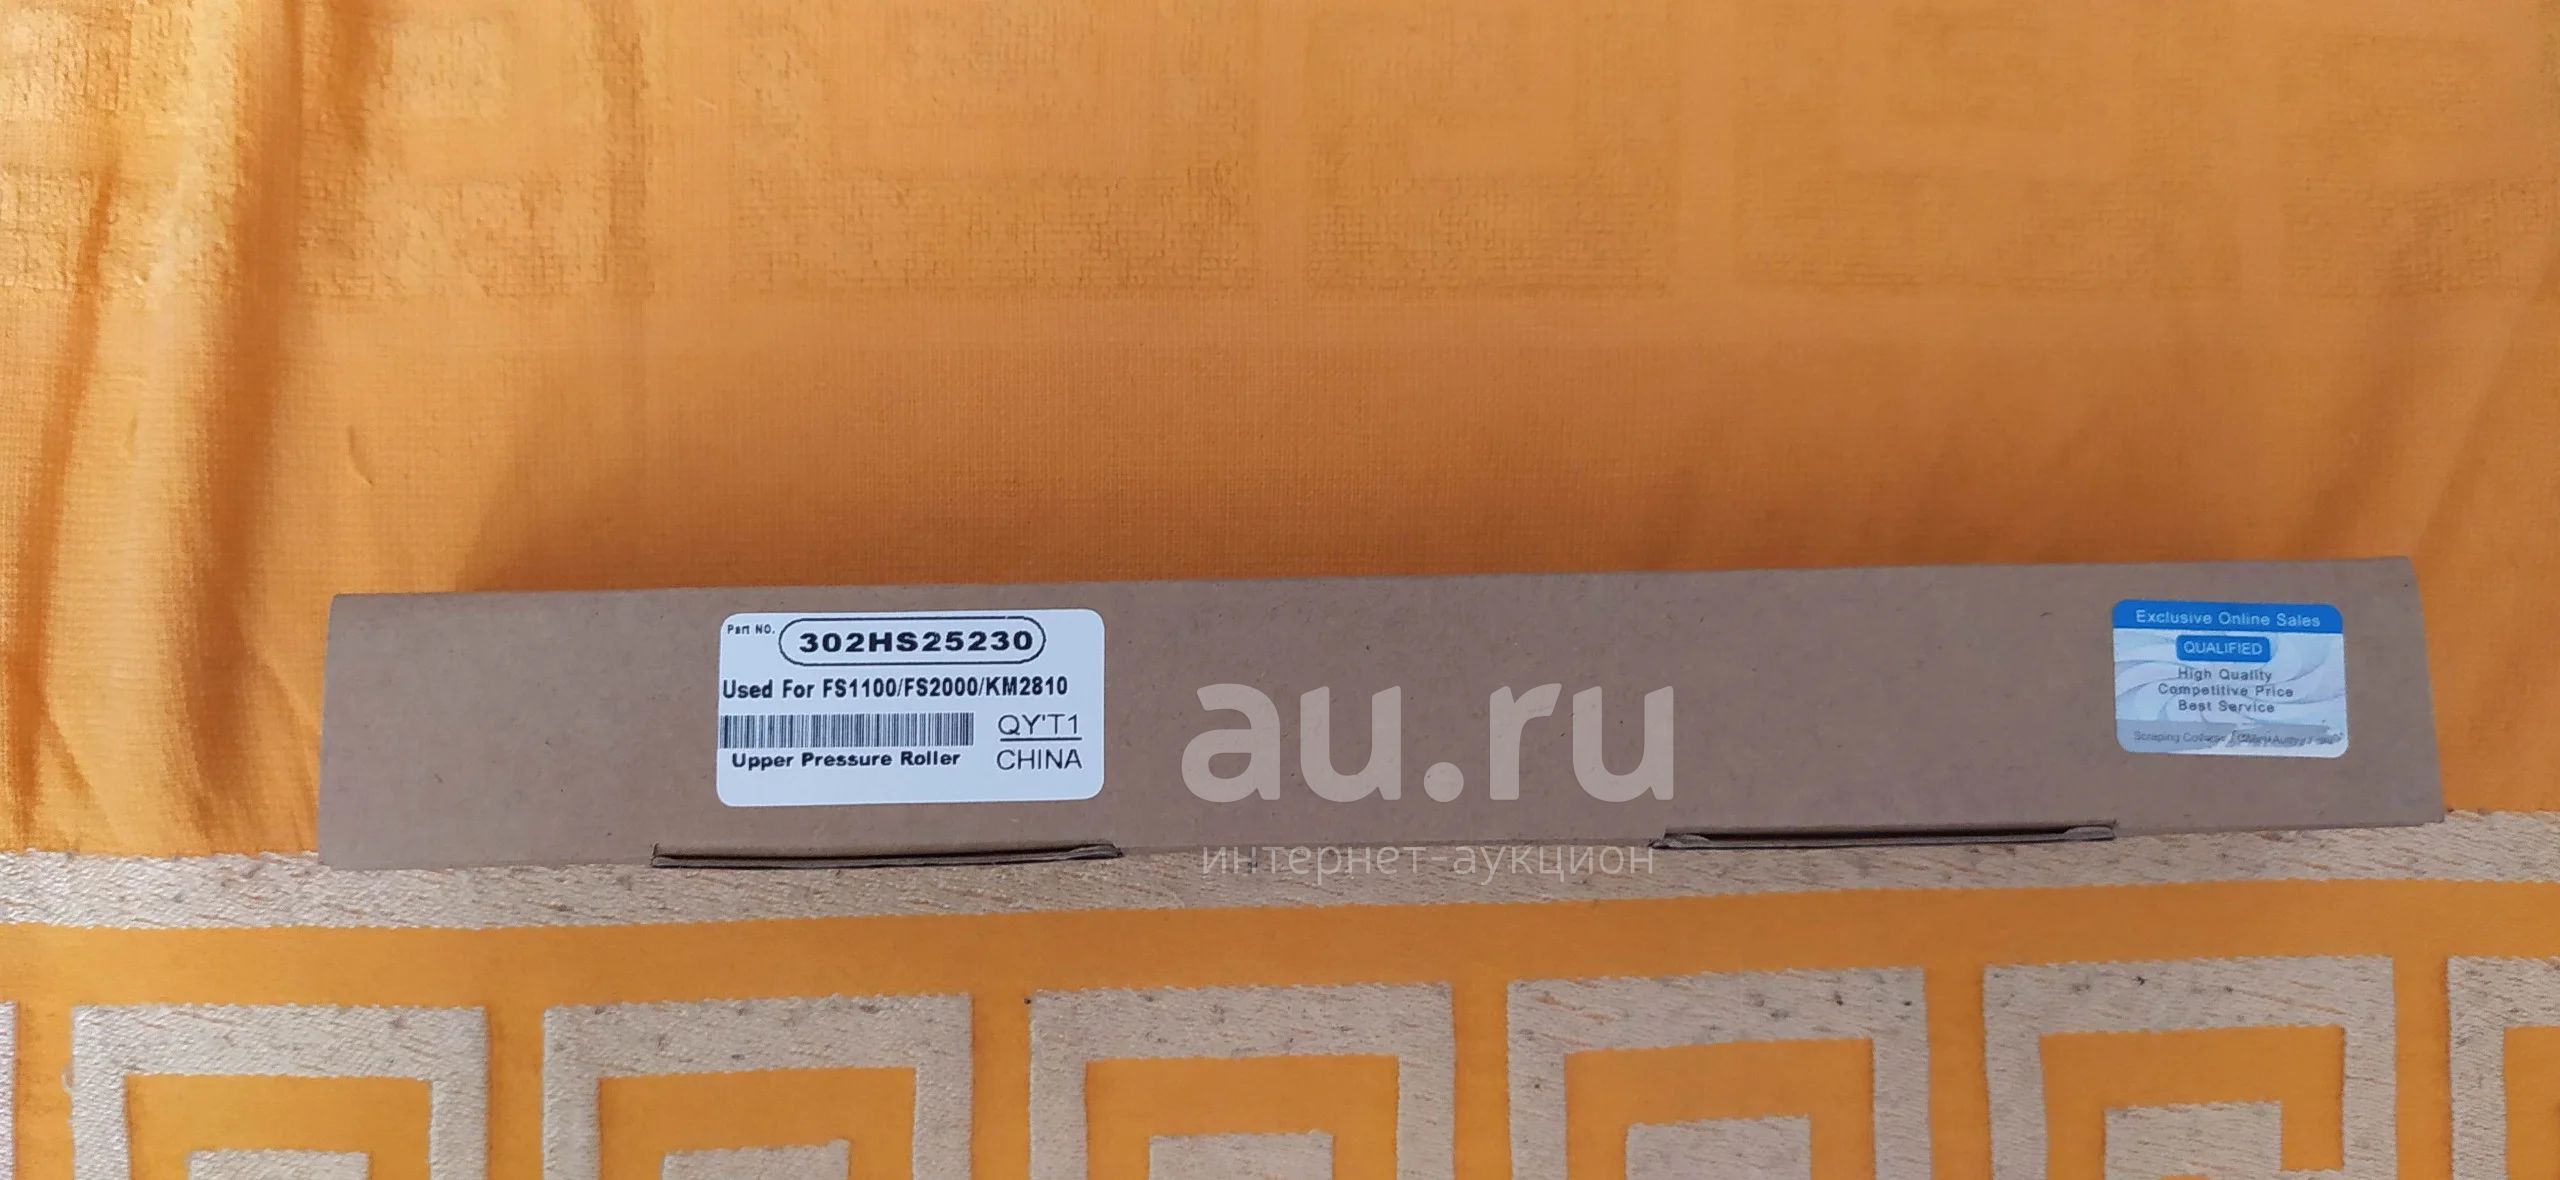 Part NO. 302HS25230
Used For FS1100/FS2000/KM2810
QY'T1
CHINA
Upper Pressure Roller
Exclusive Online Sales
QUALIFIED
High Quality
Competitive Price
Best Service
Scraping
au.ru
интернет-аукцион